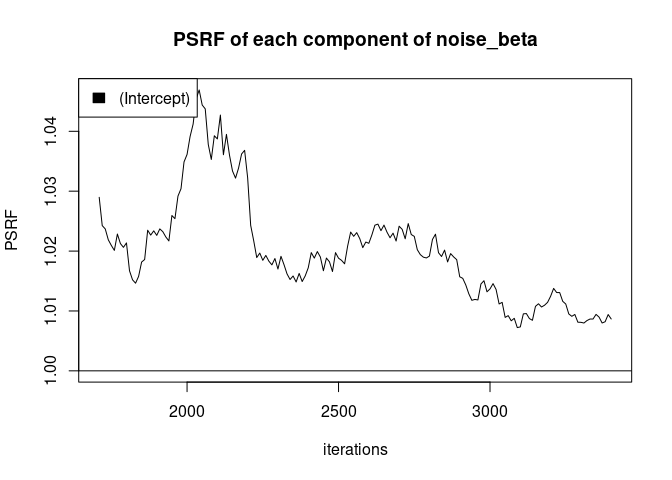 PSRF of each component of noise_beta
(Intercept)
PSRF
1.04
1.03
1.02
1.01
1.00
2000 2500 3000
iterations